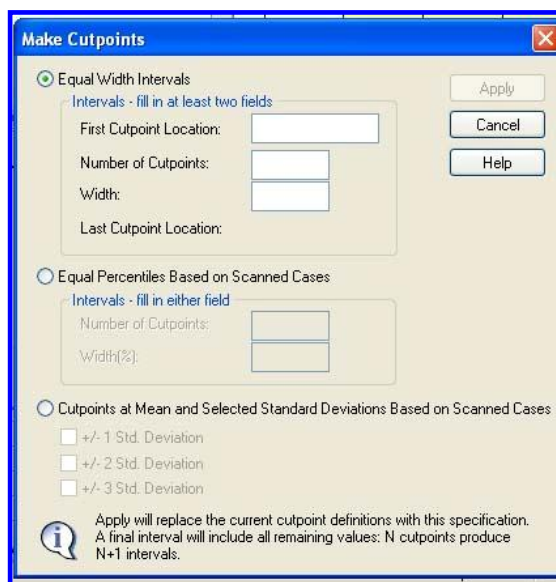 Make Cutpoints
Equal Width Intervals
Intervals - fill in at least two fields
First Cutpoint Location:
Number of Cutpoints:
Width:
Last Cutpoint Location:
Apply
Cancel
Help
Equal Percentiles Based on Scanned Cases
Intervals - fill in either field
Number of Cutpoints:
Width(%):
Cutpoints at Mean and Selected Standard Deviations Based on Scanned Cases
+/- 1 Std. Deviation
+/- 2 Std. Deviation
+/- 3 Std. Deviation
Apply will replace the current cutpoint definitions with this specification.
A final interval will include all remaining values: N cutpoints produce
N+1 intervals.